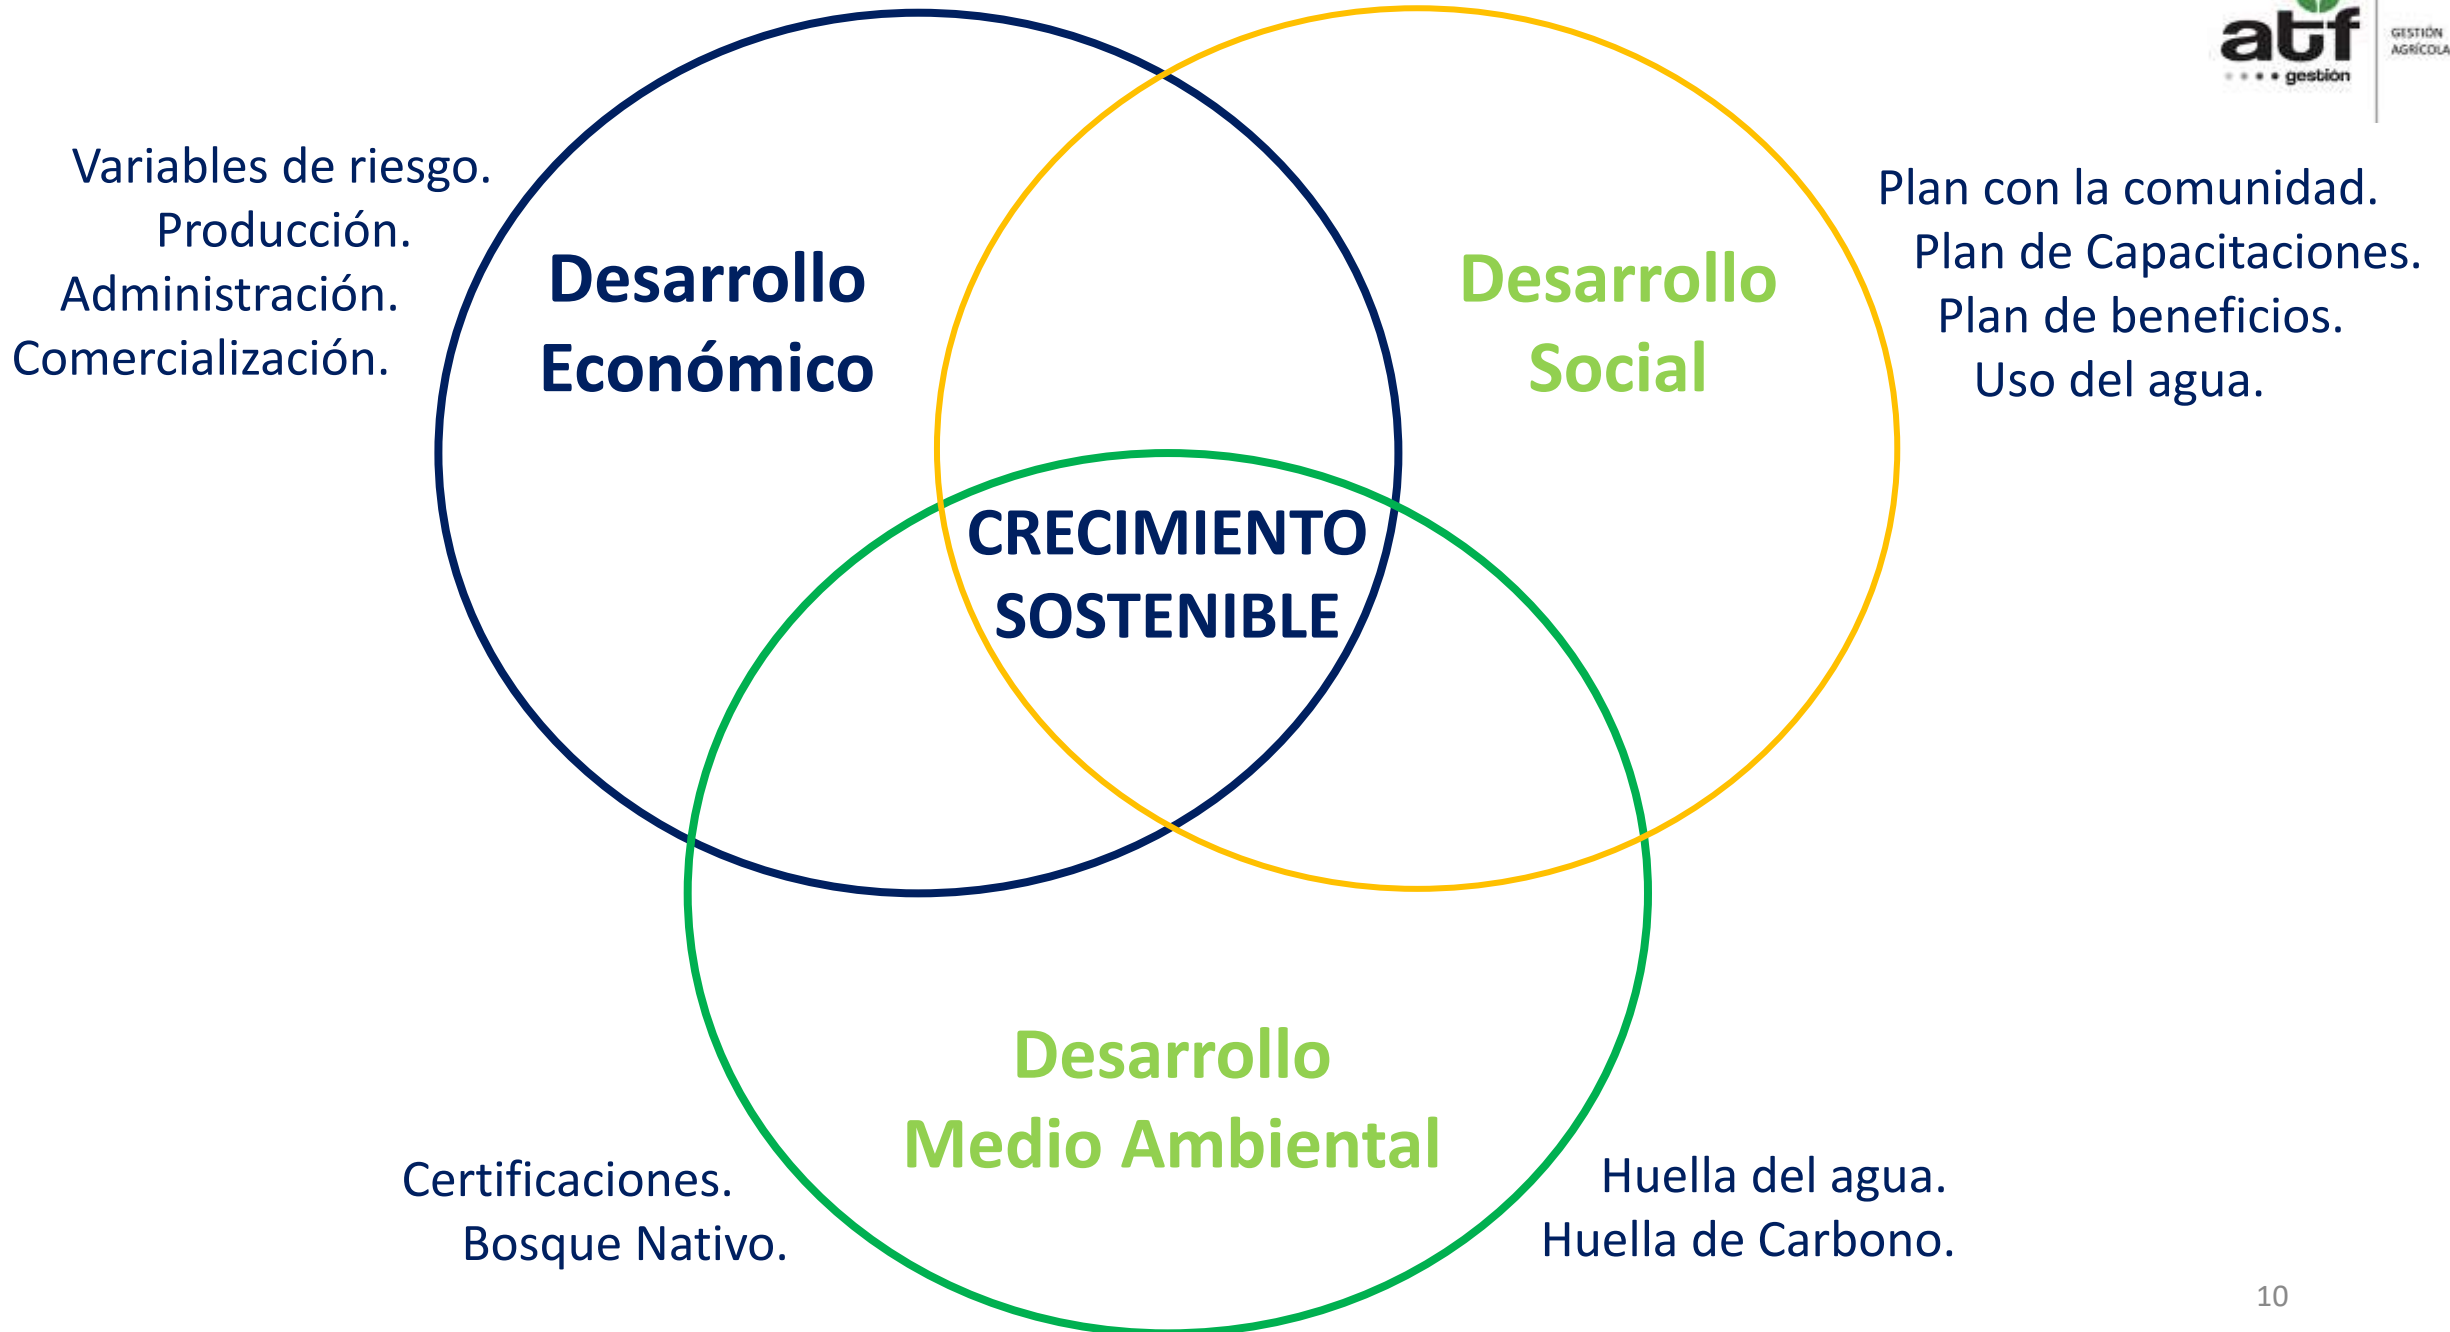 atf
gestión
GESTIÓN
AGRÍCOLA
Variables de riesgo.
Producción.
Administración.
Comercialización.
Desarrollo
Económico
Desarrollo
Social
Plan con la comunidad.
Plan de Capacitaciones.
Plan de beneficios.
Uso del agua.
CRECIMIENTO
SOSTENIBLE
Desarrollo
Medio Ambiental
Certificaciones.
Bosque Nativo.
Huella del agua.
Huella de Carbono.
10